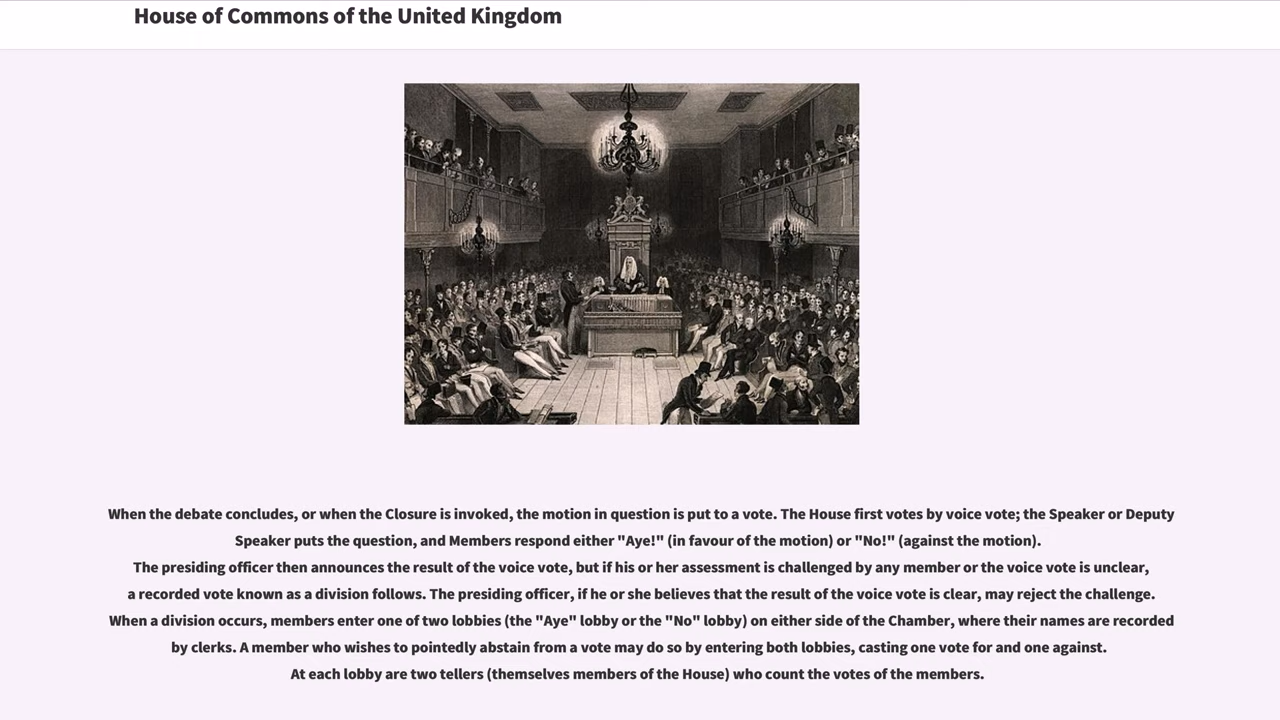 House of Commons of the United Kingdom
When the debate concludes, or when the Closure is invoked, the motion in question is put to a vote. The House first votes by voice vote; the Speaker or Deputy
Speaker puts the question, and Members respond either "Aye!" (in favour of the motion) or "No!" (against the motion).
The presiding officer then announces the result of the voice vote, but if his or her assessment is challenged by any member or the voice vote is unclear,
a recorded vote known as a division follows. The presiding officer, if he or she believes that the result of the voice vote is clear, may reject the challenge.
When a division occurs, members enter one of two lobbies (the "Aye" lobby or the "No" lobby) on either side of the Chamber, where their names are recorded
by clerks. A member who wishes to pointedly abstain from a vote may do so by entering both lobbies, casting one vote for and one against.
At each lobby are two tellers (themselves members of the House) who count the votes of the members.